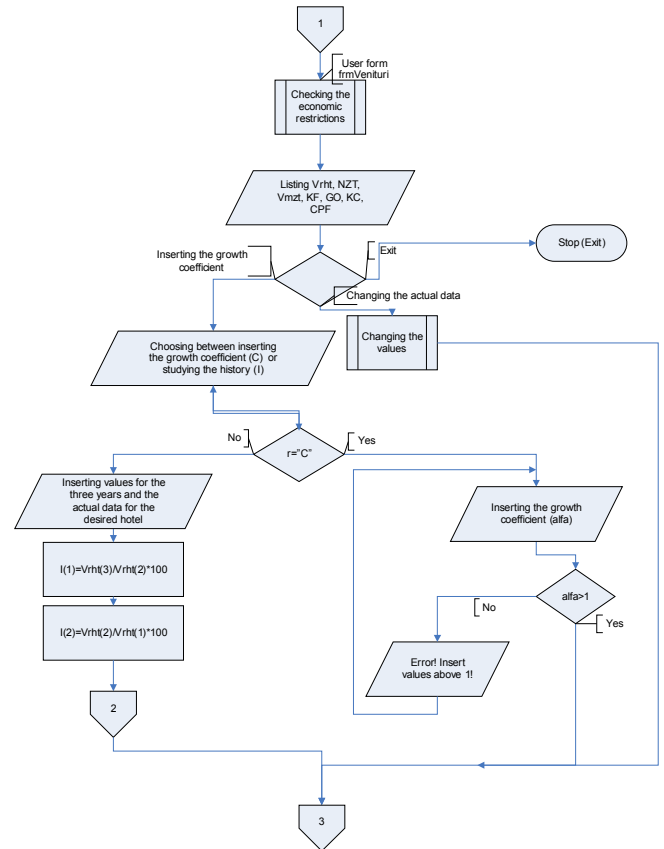 1
User form
frmVenituri
Checking the
economic
restrictions
Listing Vrht, NZT,
Vmzt, KF, GO, KC,
CPF
Inserting the growth
coefficient
Exit
Stop (Exit)
Changing the actual data
Changing the
values
Choosing between inserting
the growth coefficient (C) or
studying the history (I)
No
r="C"
Yes
Inserting values for the
three years and the
actual data for the
desired hotel
Inserting the growth
coefficient (alfa)
I(1)=Vrht(3)/Vrht(2)*100
alfa>1
No
Yes
I(2)=Vrht(2)/Vrht(1)*100
Error! Insert
values above 1!
2
3